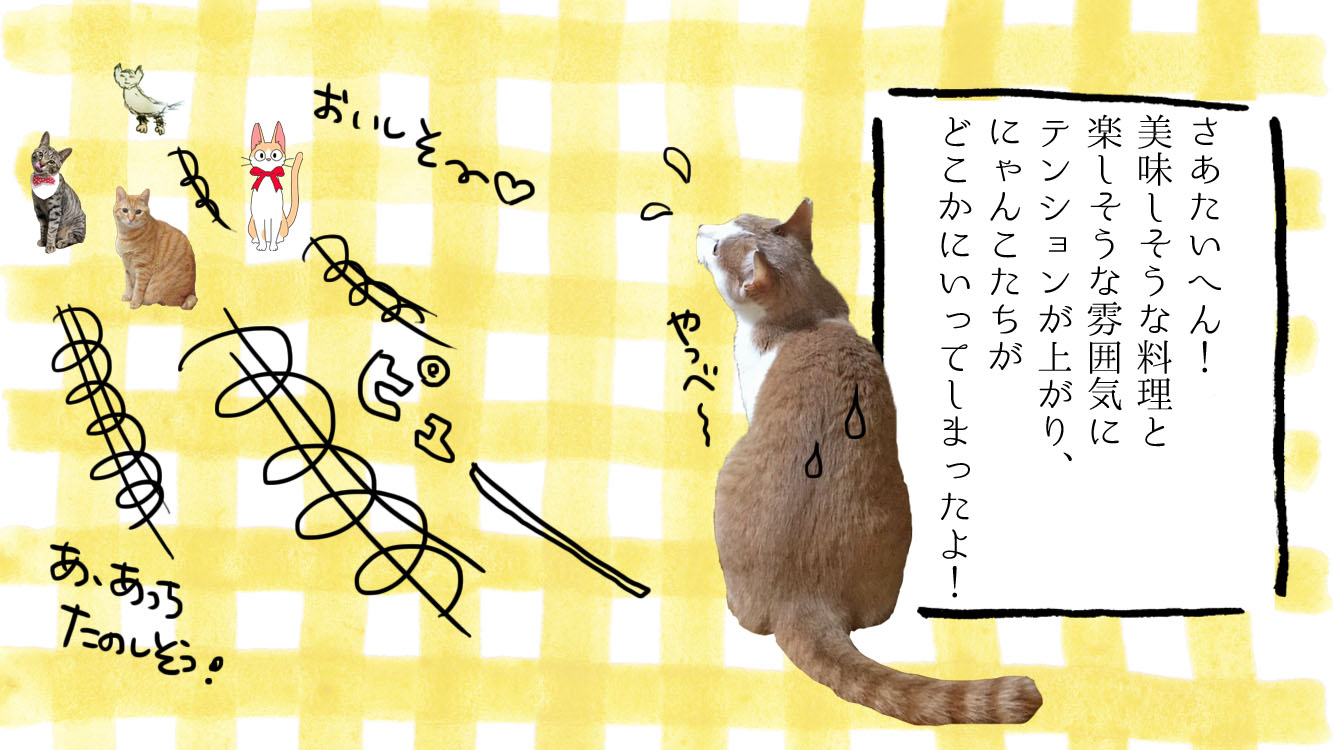 さあたいへん！
美味しそうな料理と
楽しそうな雰囲気に
テンションが上がり、
にゃんこたちが
どこかにいってしまったよ！
やっべ～
おいしそ～♡
ピュー
あ、あっち
たのしそう！